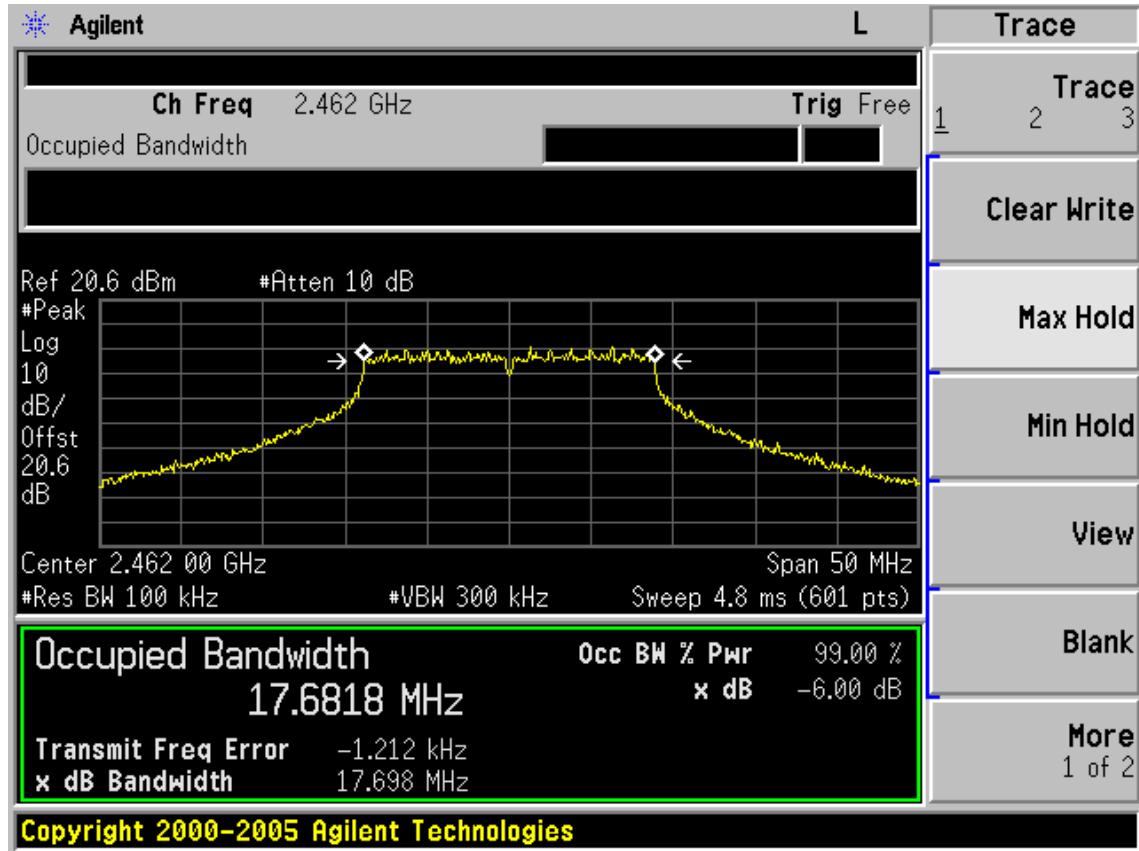 Agilent L Trace
Ch Freq 2.462 GHz Trig Free
Occupied Bandwidth
Trace
1 2 3
Clear Write
Ref 20.6 dBm #Atten 10 dB
#Peak
Log
10
dB/
Offst
20.6
dB
Max Hold
Min Hold
View
Center 2.462 00 GHz Span 50 MHz
#Res BW 100 kHz #VBW 300 kHz Sweep 4.8 ms (601 pts)
Occupied Bandwidth Occ BW % Pwr 99.00 %
17.6818 MHz x dB -6.00 dB
Transmit Freq Error -1.212 kHz
x dB Bandwidth 17.698 MHz
Blank
More
1 of 2
Copyright 2000-2005 Agilent Technologies